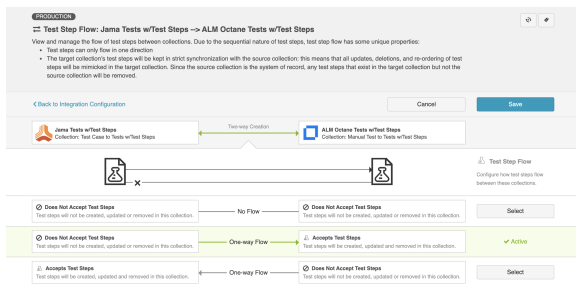 PRODUCTION
Test Step Flow: Jama Tests w/Test Steps --> ALM Octane Tests w/Test Steps
View and manage the flow of test steps between collections. Due to the sequential nature of test steps, test step flow has some unique properties:
• Test steps can only flow in one direction
• The target collection's test steps will be kept in strict synchronization with the source collection: this means that all updates, deletions, and re-ordering of test
steps will be mimicked in the target collection. Since the source collection is the system of record, any test steps that exist in the target collection but not the
source collection will be removed.
Back to Integration Configuration
Cancel
Save
Jama Tests w/Test Steps
Collection: Test Case to Tests w/Test Steps
Two-way Creation
ALM Octane Tests w/Test Steps
Collection: Manual Test to Tests w/Test Steps
Test Step Flow
Configure how test steps flow
between these collections.
Does Not Accept Test Steps
Test steps will not be created, updated or removed in this collection.
No Flow
Does Not Accept Test Steps
Test steps will not be created, updated or removed in this collection.
Select
Does Not Accept Test Steps
Test steps will not be created, updated or removed in this collection.
One-way Flow
Accepts Test Steps
Test steps will be created, updated and removed in this collection.
Active
Accepts Test Steps
Test steps will be created, updated and removed in this collection.
One-way Flow
Does Not Accept Test Steps
Test steps will not be created, updated or removed in this collection.
Select